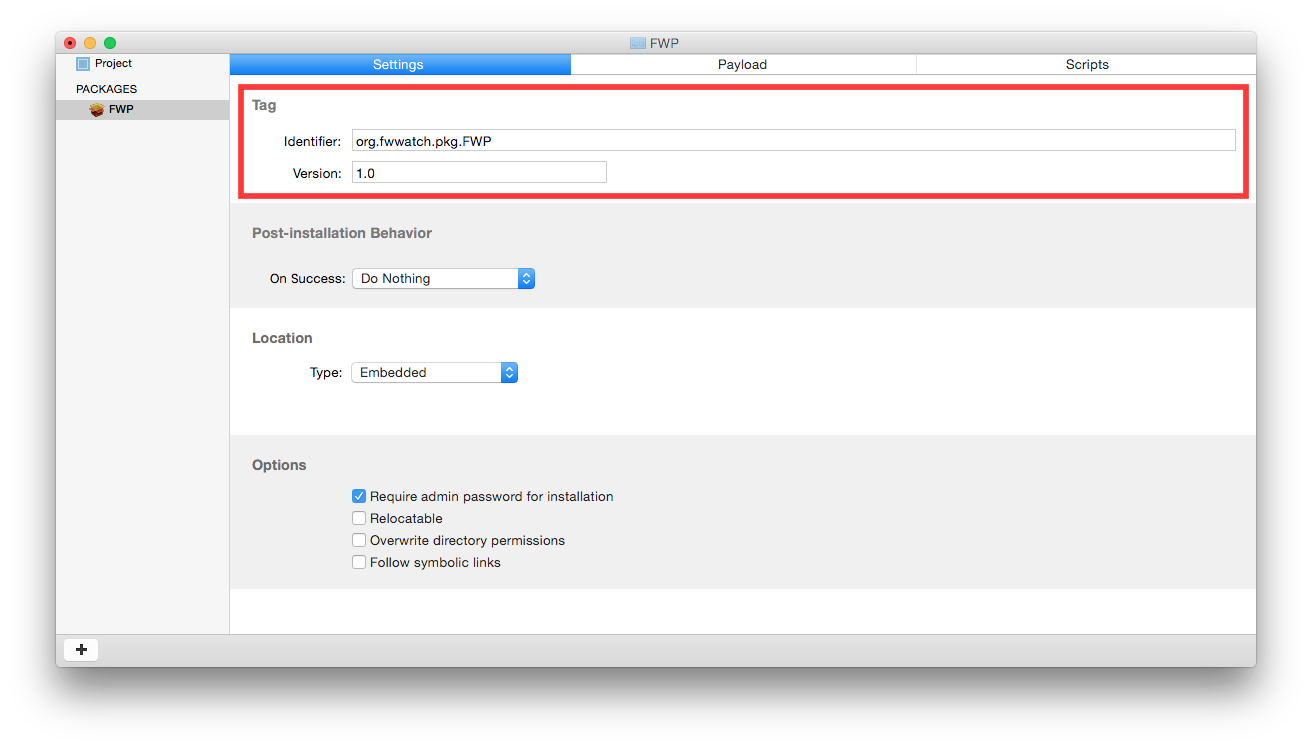 FWP
Project
PACKAGES
FWP
Settings Payload Scripts
Tag
Identifier: org.fwwatch.pkg.FWP
Version: 1.0
Post-installation Behavior
On Success: Do Nothing
Location
Type: Embedded
Options
Require admin password for installation
Relocatable
Overwrite directory permissions
Follow symbolic links